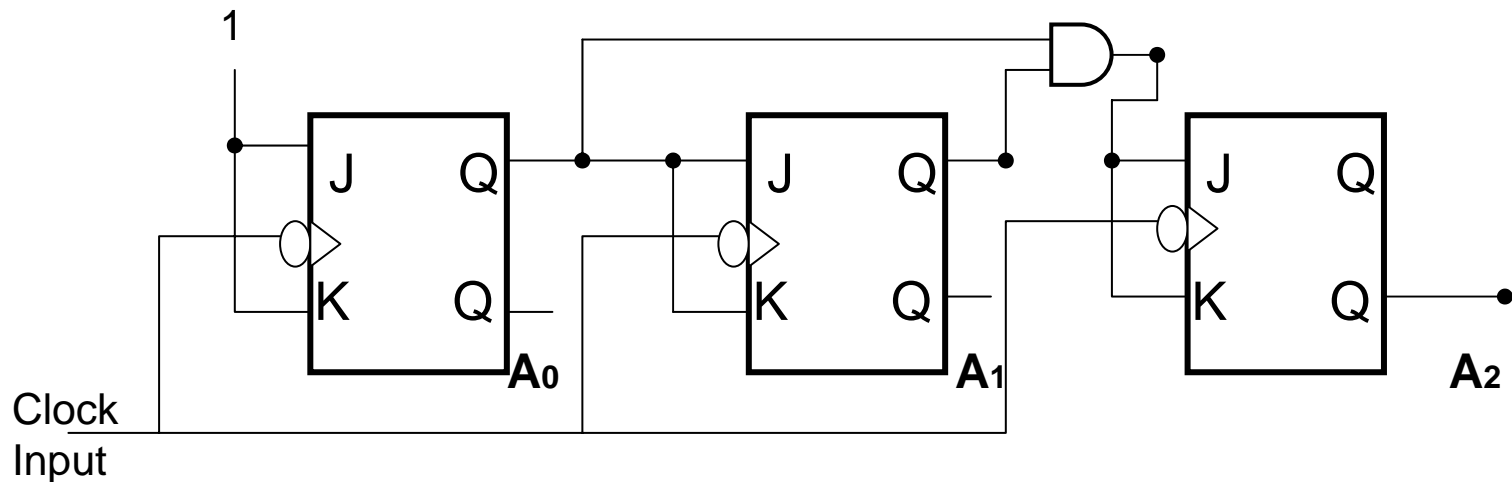 1
J Q J Q J Q
K Q K Q K Q
A0 A1 A2
Clock
Input